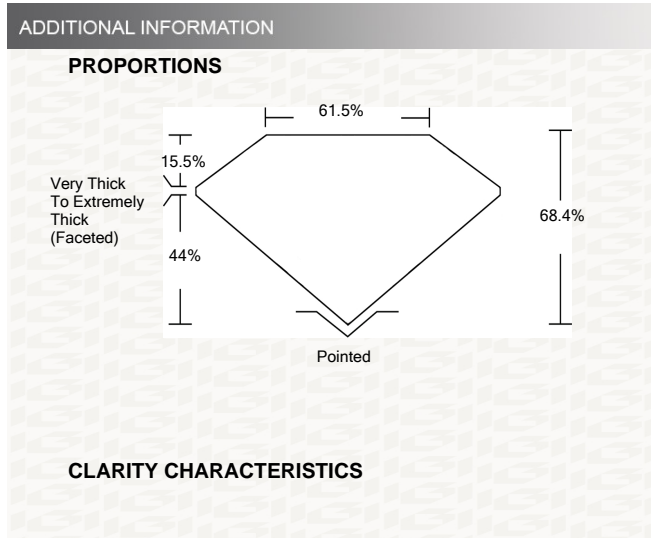 ADDITIONAL INFORMATION
PROPORTIONS
61.5%
15.5%
Very Thick
To Extremely
Thick
(Faceted)
68.4%
44%
Pointed
CLARITY CHARACTERISTICS